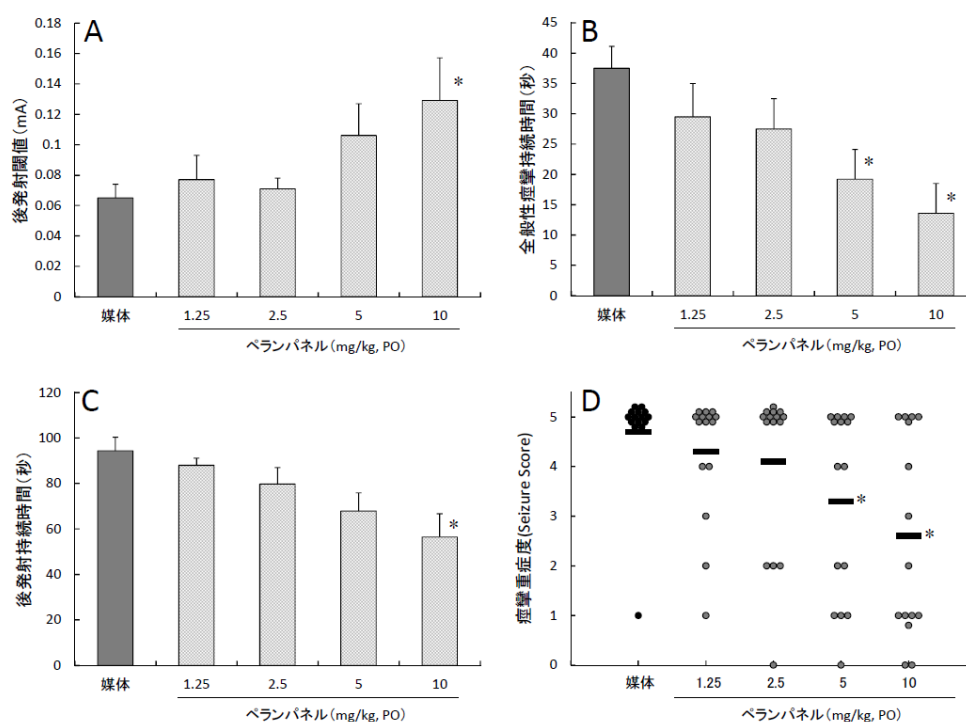 A
後発射閾値(mA)
0.18
0.16
0.14
0.12
0.1
0.08
0.06
0.04
0.02
0
*
媒体 1.25 2.5 5 10
ペランパネル(mg/kg, PO)
B
全般性痙攣持続時間(秒)
45
40
35
30
25
20
15
10
5
0
*
*
媒体 1.25 2.5 5 10
ペランパネル(mg/kg, PO)
C
後発射持続時間(秒)
120
100
80
60
40
20
0
*
媒体 1.25 2.5 5 10
ペランパネル(mg/kg, PO)
D
痙攣重症度(Seizure Score)
5
4
3
2
1
0
*
*
媒体 1.25 2.5 5 10
ペランパネル(mg/kg, PO)